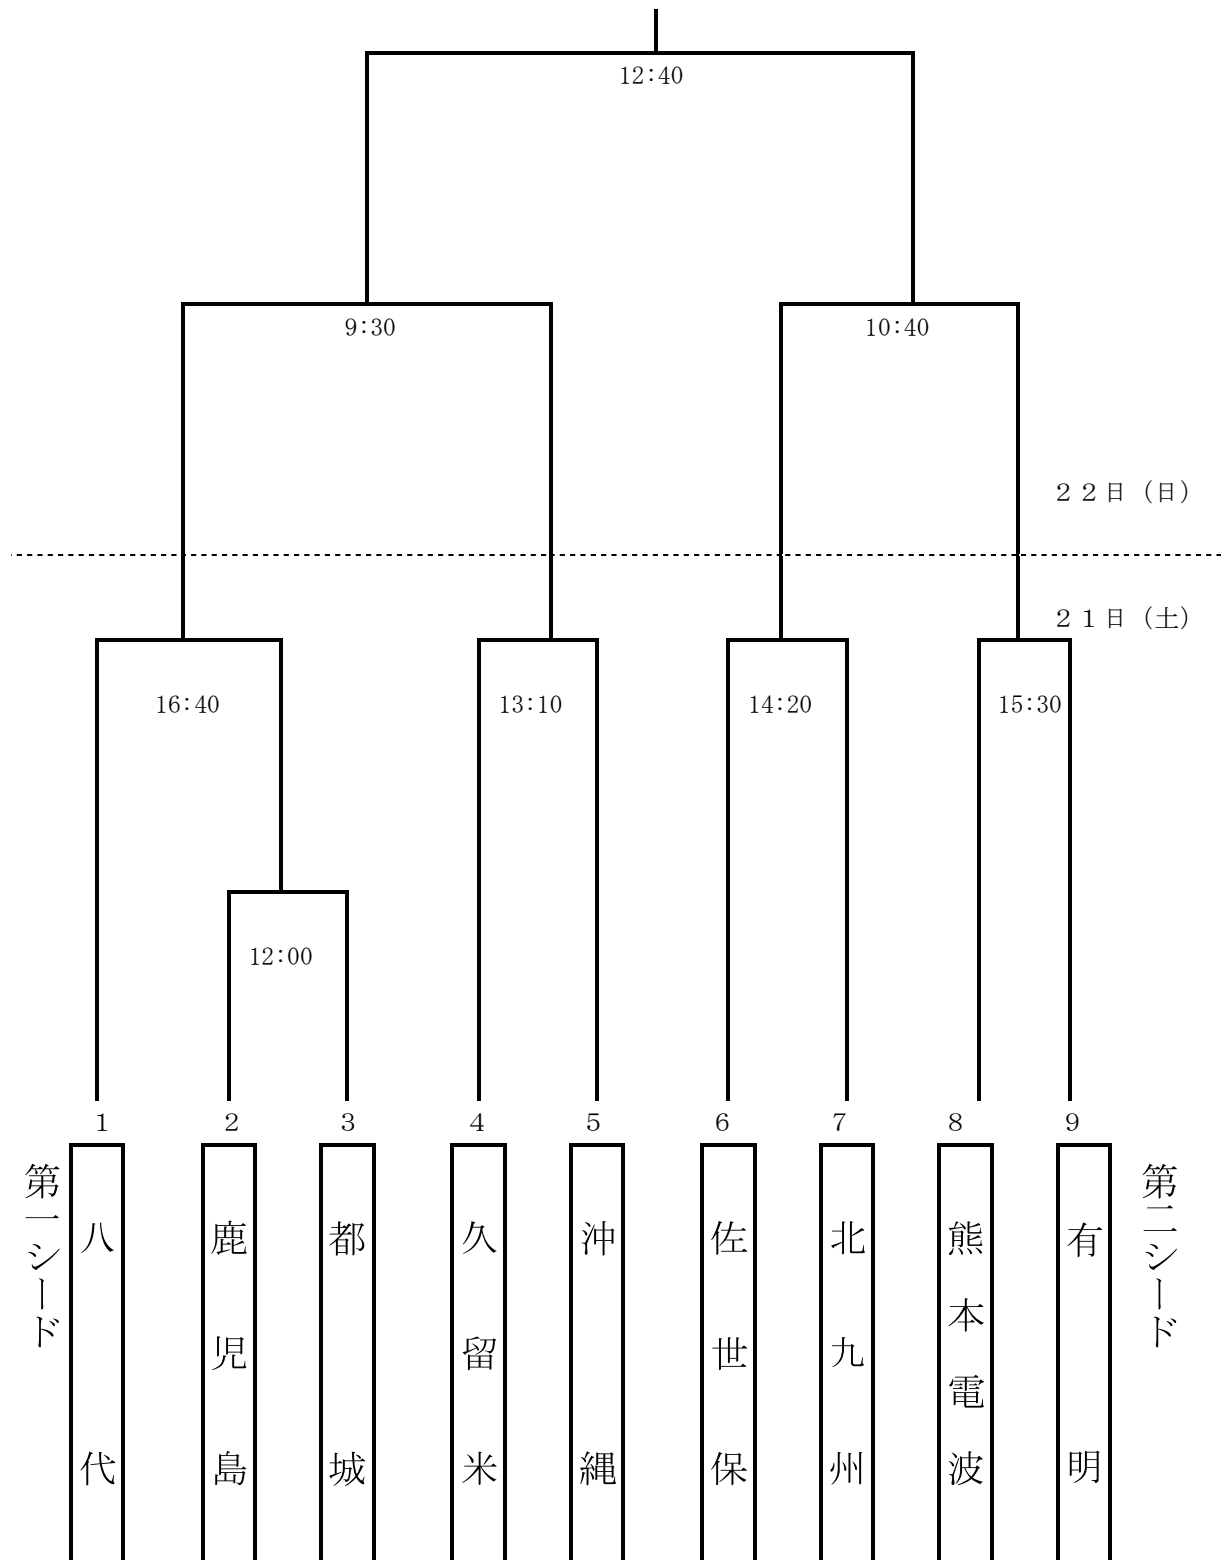 12:40
9:30
10:40
２２日（日）
２１日（土）
16:40
13:10
14:20
15:30
12:00
１
２
３
４
５
６
７
８
９
第一シード
八代
鹿児島
都城
久留米
沖縄
佐世保
北九州
熊本電波
有明
第二シード